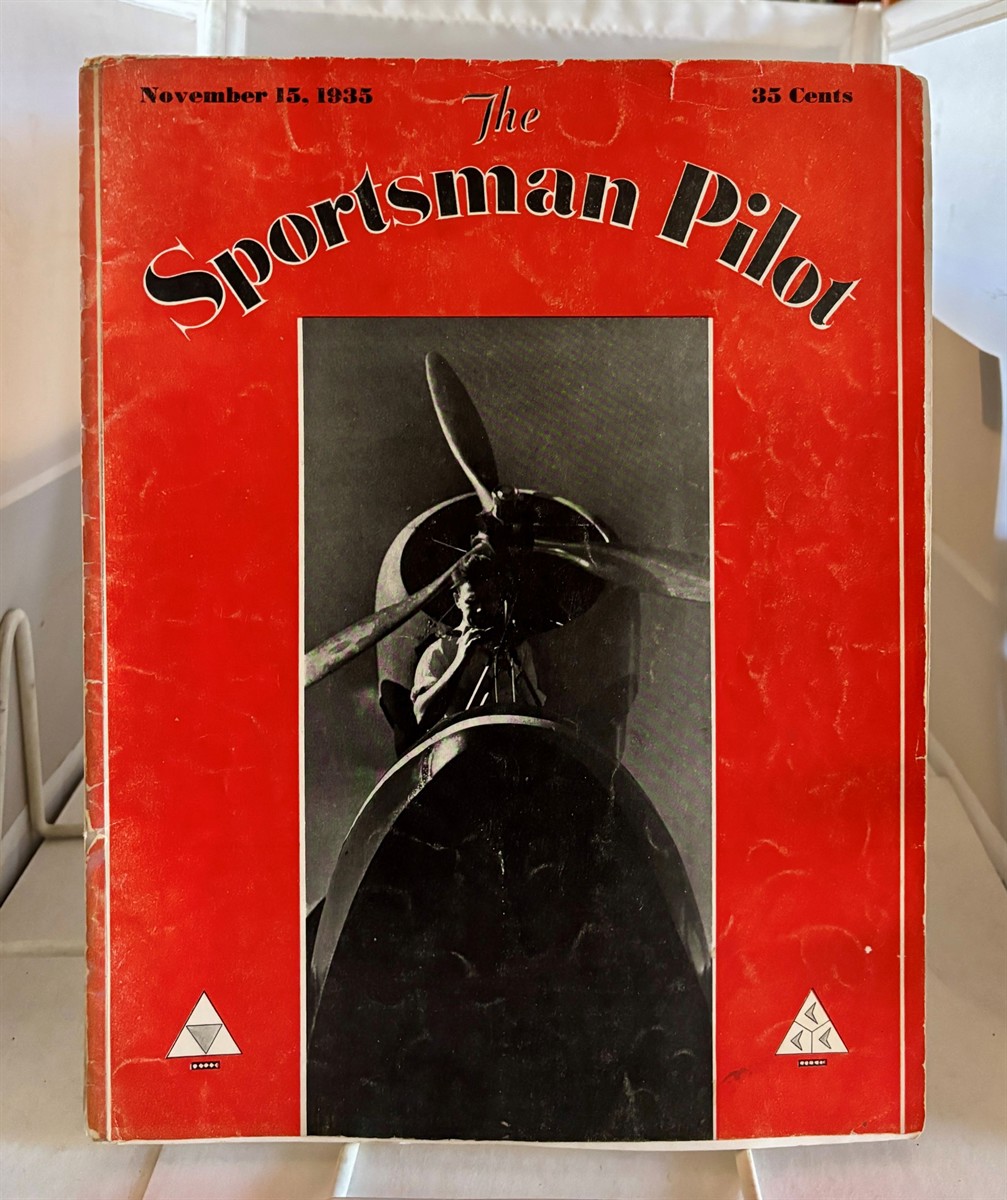 November 15, 1935
35 Cents
The
Sportsman Pilot